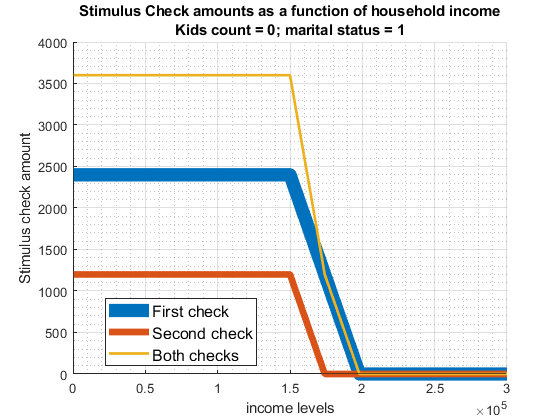 Stimulus Check amounts as a function of household income
Kids count = 0; marital status = 1
4000
3500
3000
2500
2000
1500
1000
500
0
Stimulus check amount
First check
Second check
Both checks
0 0.5 1 1.5 2 2.5 3
income levels
×10^5